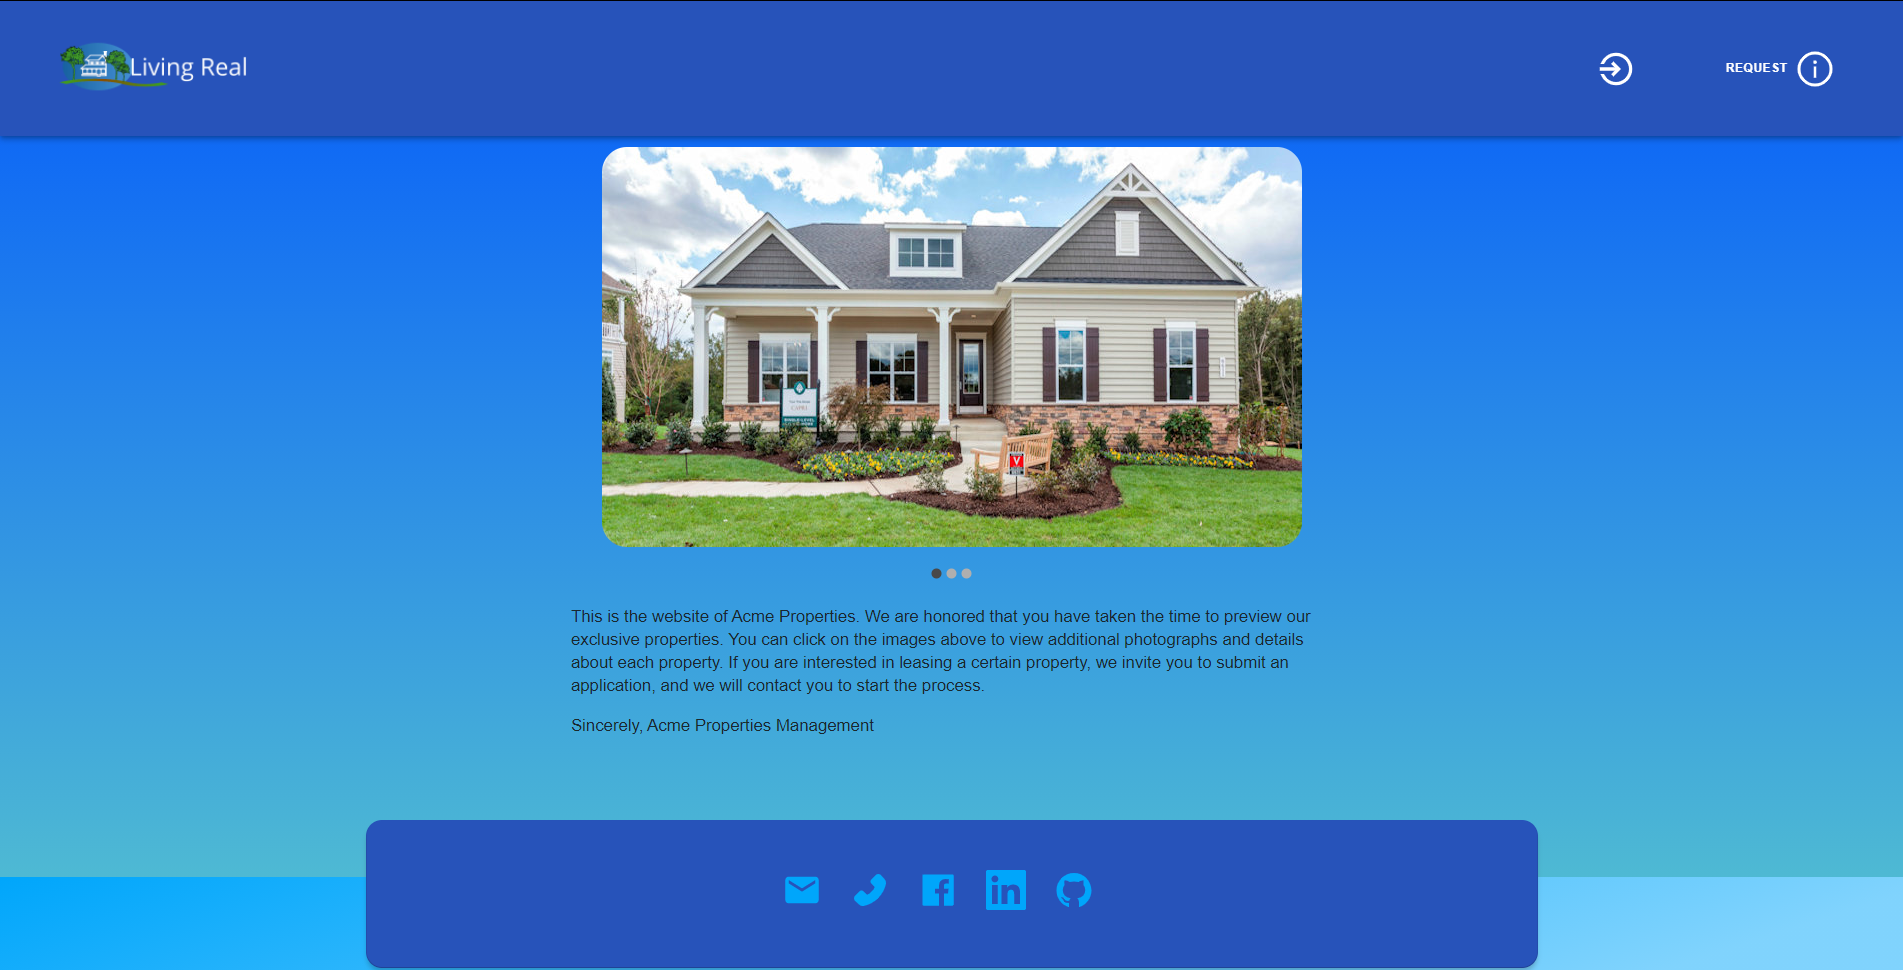 Living Real
REQUEST
This is the website of Acme Properties. We are honored that you have taken the time to preview our
exclusive properties. You can click on the images above to view additional photographs and details
about each property. If you are interested in leasing a certain property, we invite you to submit an
application, and we will contact you to start the process.
Sincerely, Acme Properties Management